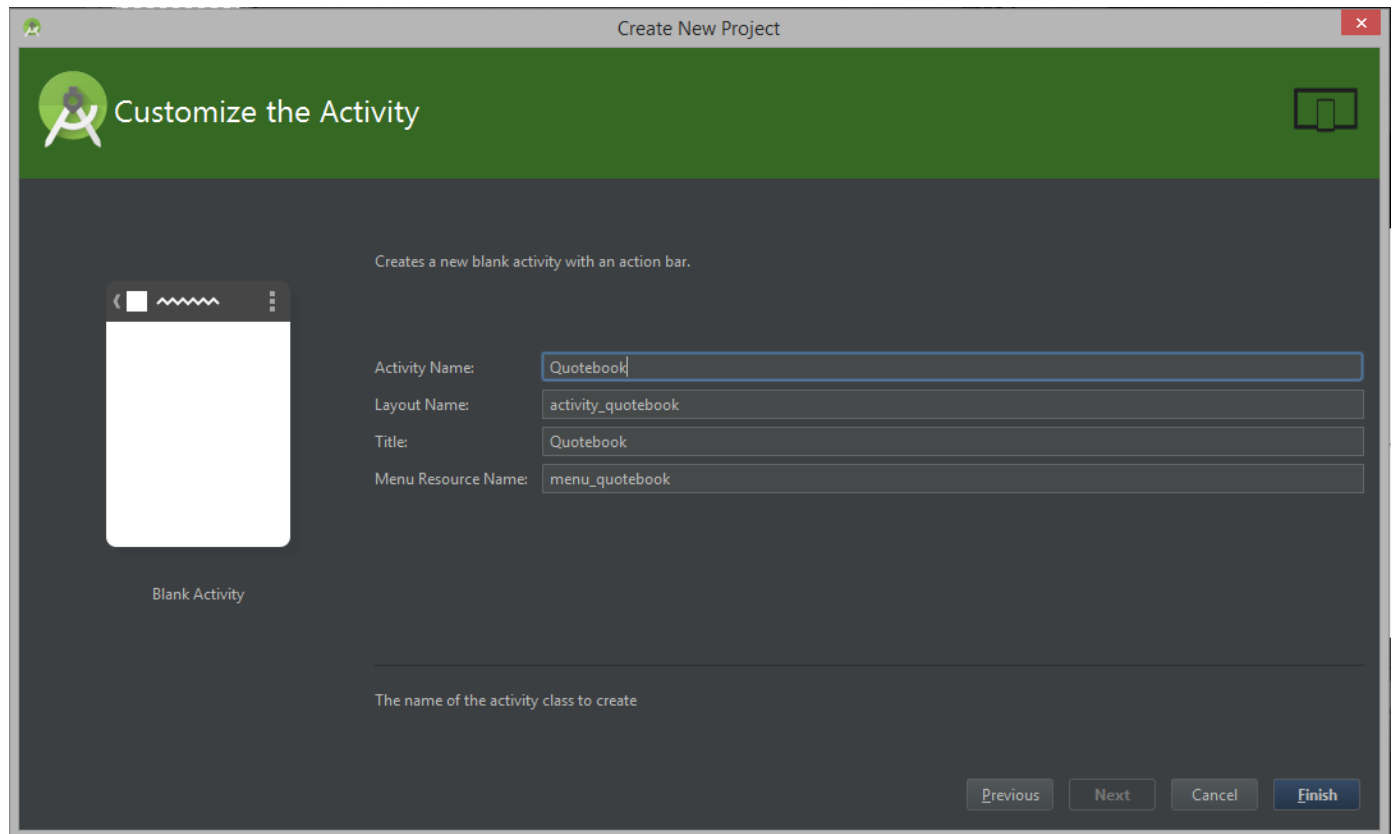 Create New Project
Customize the Activity
Creates a new blank activity with an action bar.
Activity Name: Quotebook
Layout Name: activity_quotebook
Title: Quotebook
Menu Resource Name: menu_quotebook
Blank Activity
The name of the activity class to create
Previous Next Cancel Finish